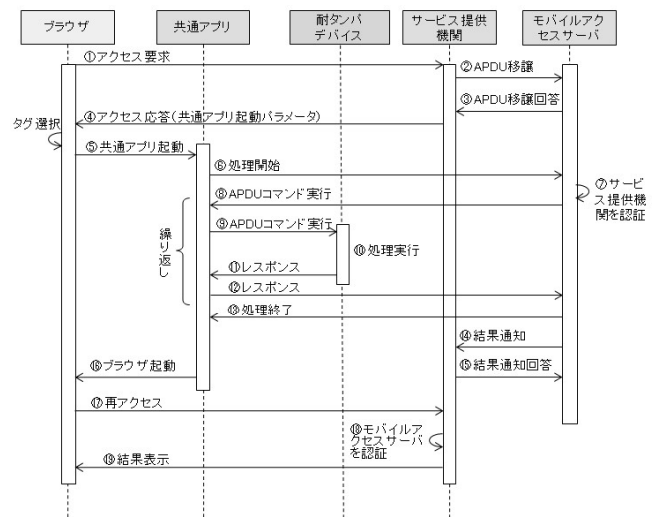 ブラウザ
共通アプリ
耐タンパ
デバイス
サービス提供
機関
モバイルアク
セスサーバ
①アクセス要求
②APDU移譲
③APDU移譲回答
④アクセス応答(共通アプリ起動パラメータ)
タグ選択
⑤共通アプリ起動
⑥処理開始
⑦サービ
ス提供機
関を認証
⑧APDUコマンド実行
⑨APDUコマンド実行
繰り返し
⑩処理実行
⑪レスポンス
⑫レスポンス
⑬処理終了
⑭結果通知
⑮結果通知回答
⑯ブラウザ起動
⑰再アクセス
⑱モバイルア
クセスサーバ
を認証
⑲結果表示